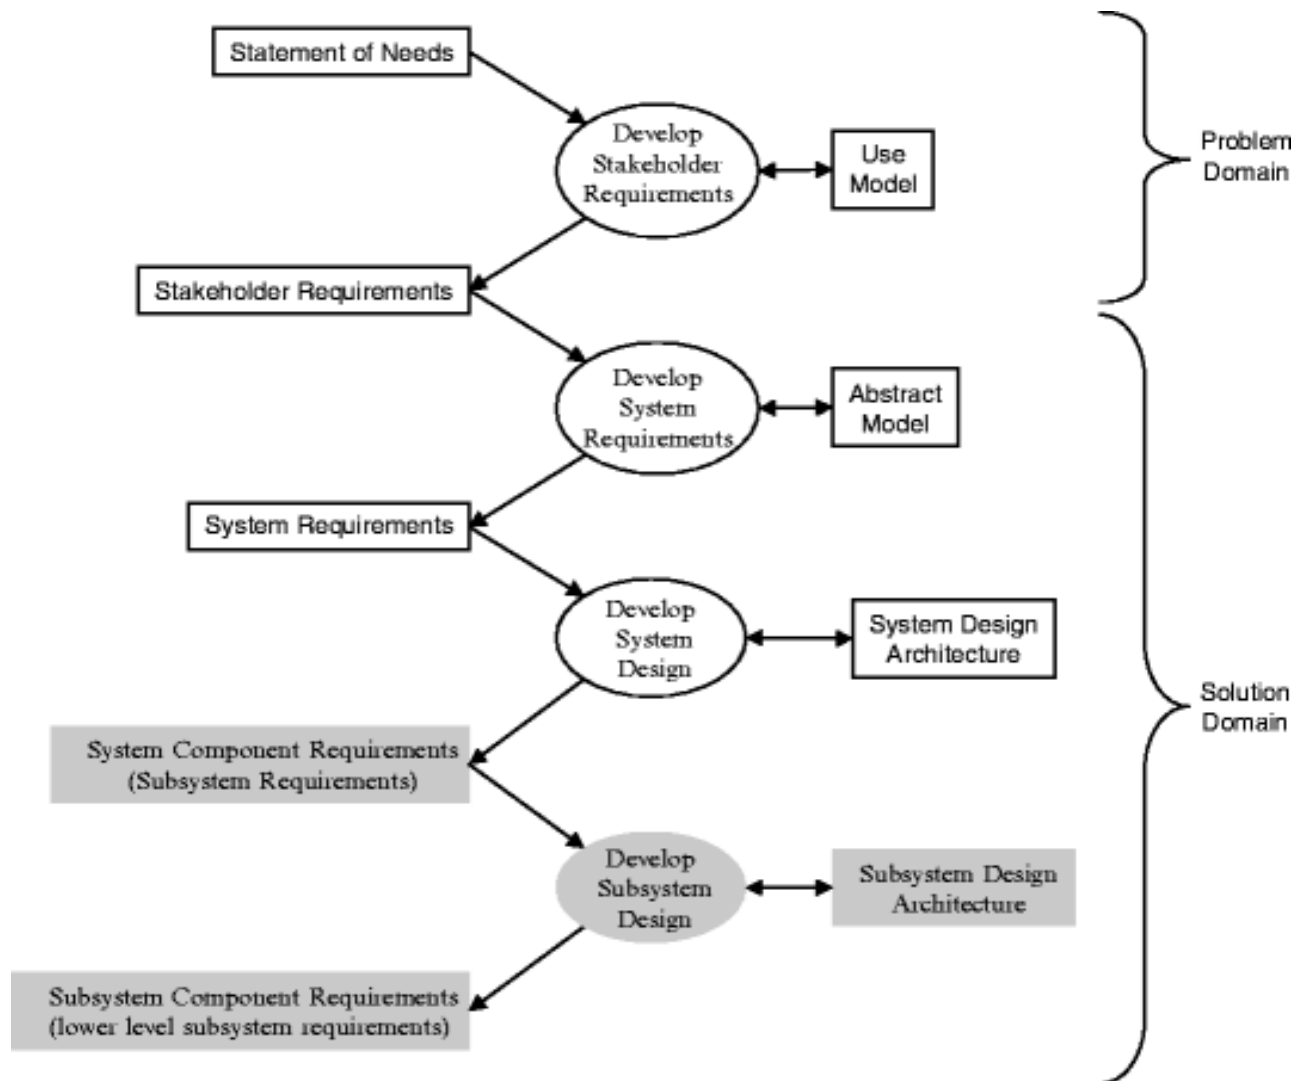 Statement of Needs
Develop
Stakeholder
Requirements
Use
Model
Problem
Domain
Stakeholder Requirements
Develop
System
Requirements
Abstract
Model
System Requirements
Develop
System
Design
System Design
Architecture
Solution
Domain
System Component Requirements
(Subsystem Requirements)
Develop
Subsystem
Design
Subsystem Design
Architecture
Subsystem Component Requirements
(lower level subsystem requirements)